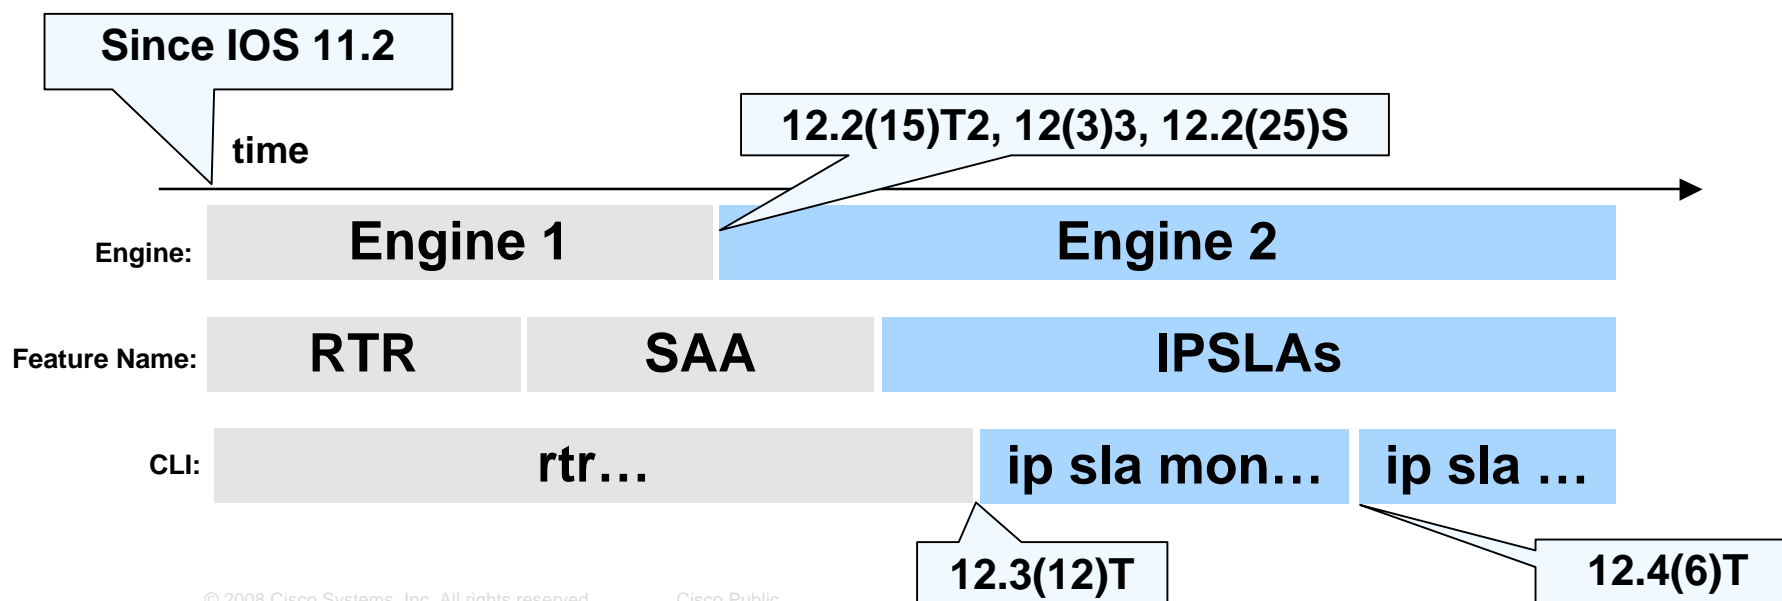 Since IOS 11.2
12.2(15)T2, 12(3)3, 12.2(25)S
time
Engine: Engine 1 Engine 2
Feature Name: RTR SAA IPSLAs
CLI: rtr… ip sla mon… ip sla …
12.3(12)T 12.4(6)T
© 2008 Cisco Systems, Inc. All rights reserved. Cisco Public